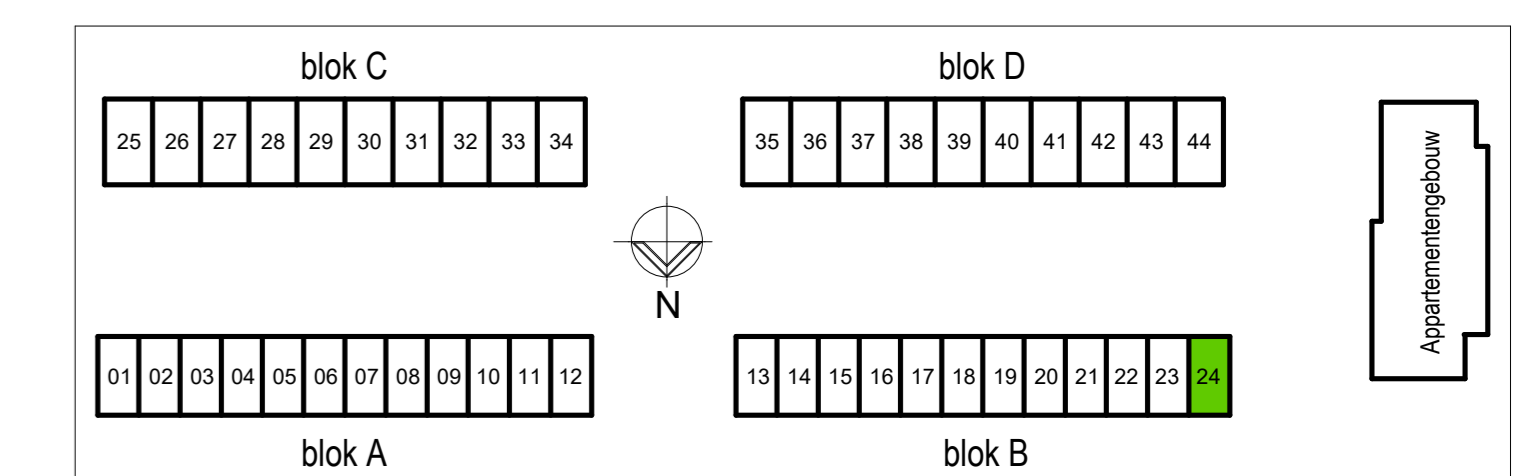 blok C
blok D
25 26 27 28 29 30 31 32 33 34
35 36 37 38 39 40 41 42 43 44
Appartementengebouw
N
01 02 03 04 05 06 07 08 09 10 11 12
13 14 15 16 17 18 19 20 21 22 23 24
blok A
blok B